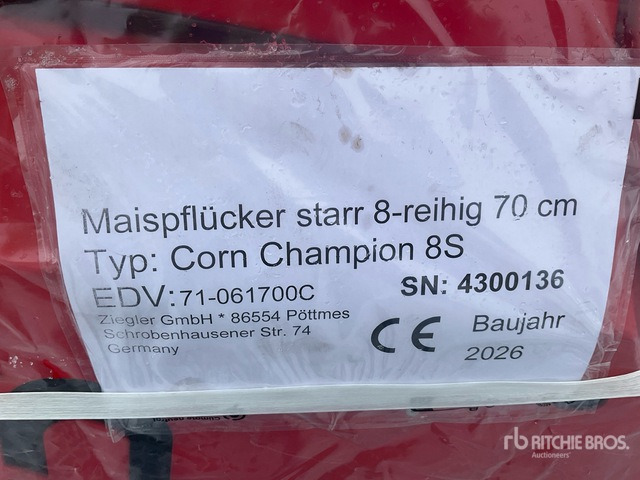 Maispflücker starr 8-reihig 70 cm
Typ: Corn Champion 8S
EDV:71-061700C SN: 4300136
Ziegler GmbH * 86554 Pöttmes
Schrobenhausener Str. 74
Germany
CE Baujahr
2026
rb RITCHIE BROS.
Auctioneers